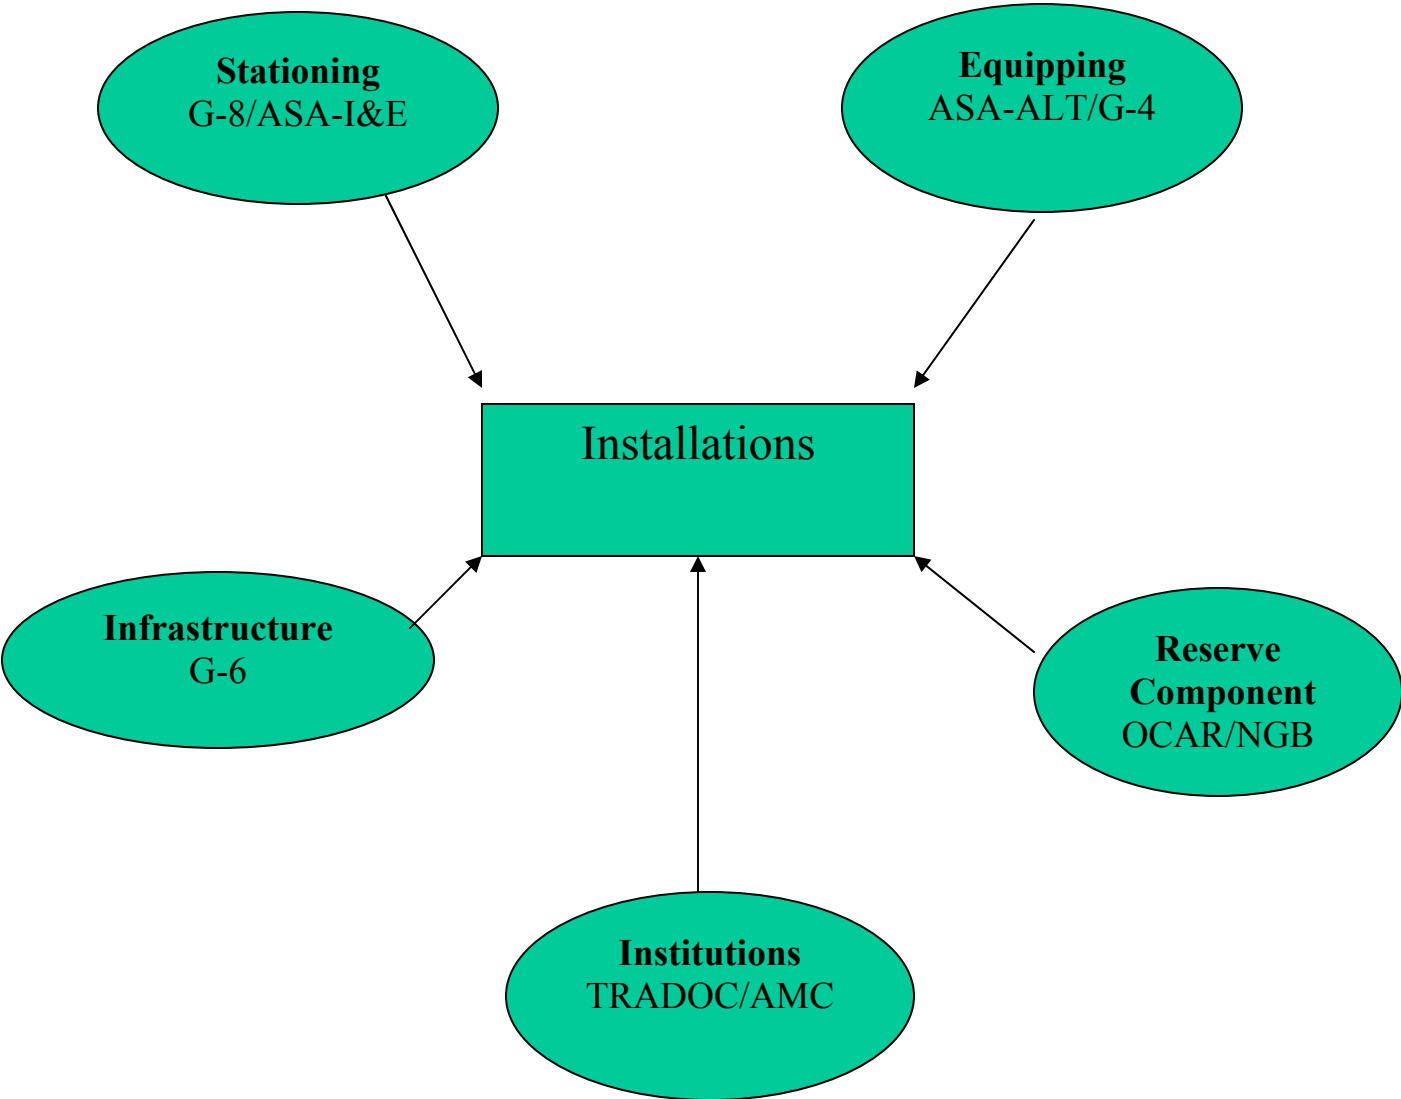 Stationing
G-8/ASA-I&E
Equipping
ASA-ALT/G-4
Installations
Infrastructure
G-6
Reserve
Component
OCAR/NGB
Institutions
TRADOC/AMC